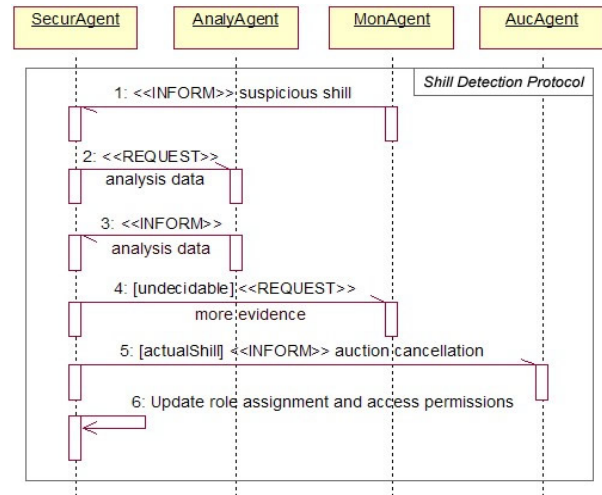 SecurAgent AnalyAgent MonAgent AucAgent
Shill Detection Protocol
1: <<INFORM>> suspicious shill
2: <<REQUEST>>
analysis data
3: <<INFORM>>
analysis data
4: [undecidable] <<REQUEST>>
more evidence
5: [actualShill] <<INFORM>> auction cancellation
6: Update role assignment and access permissions